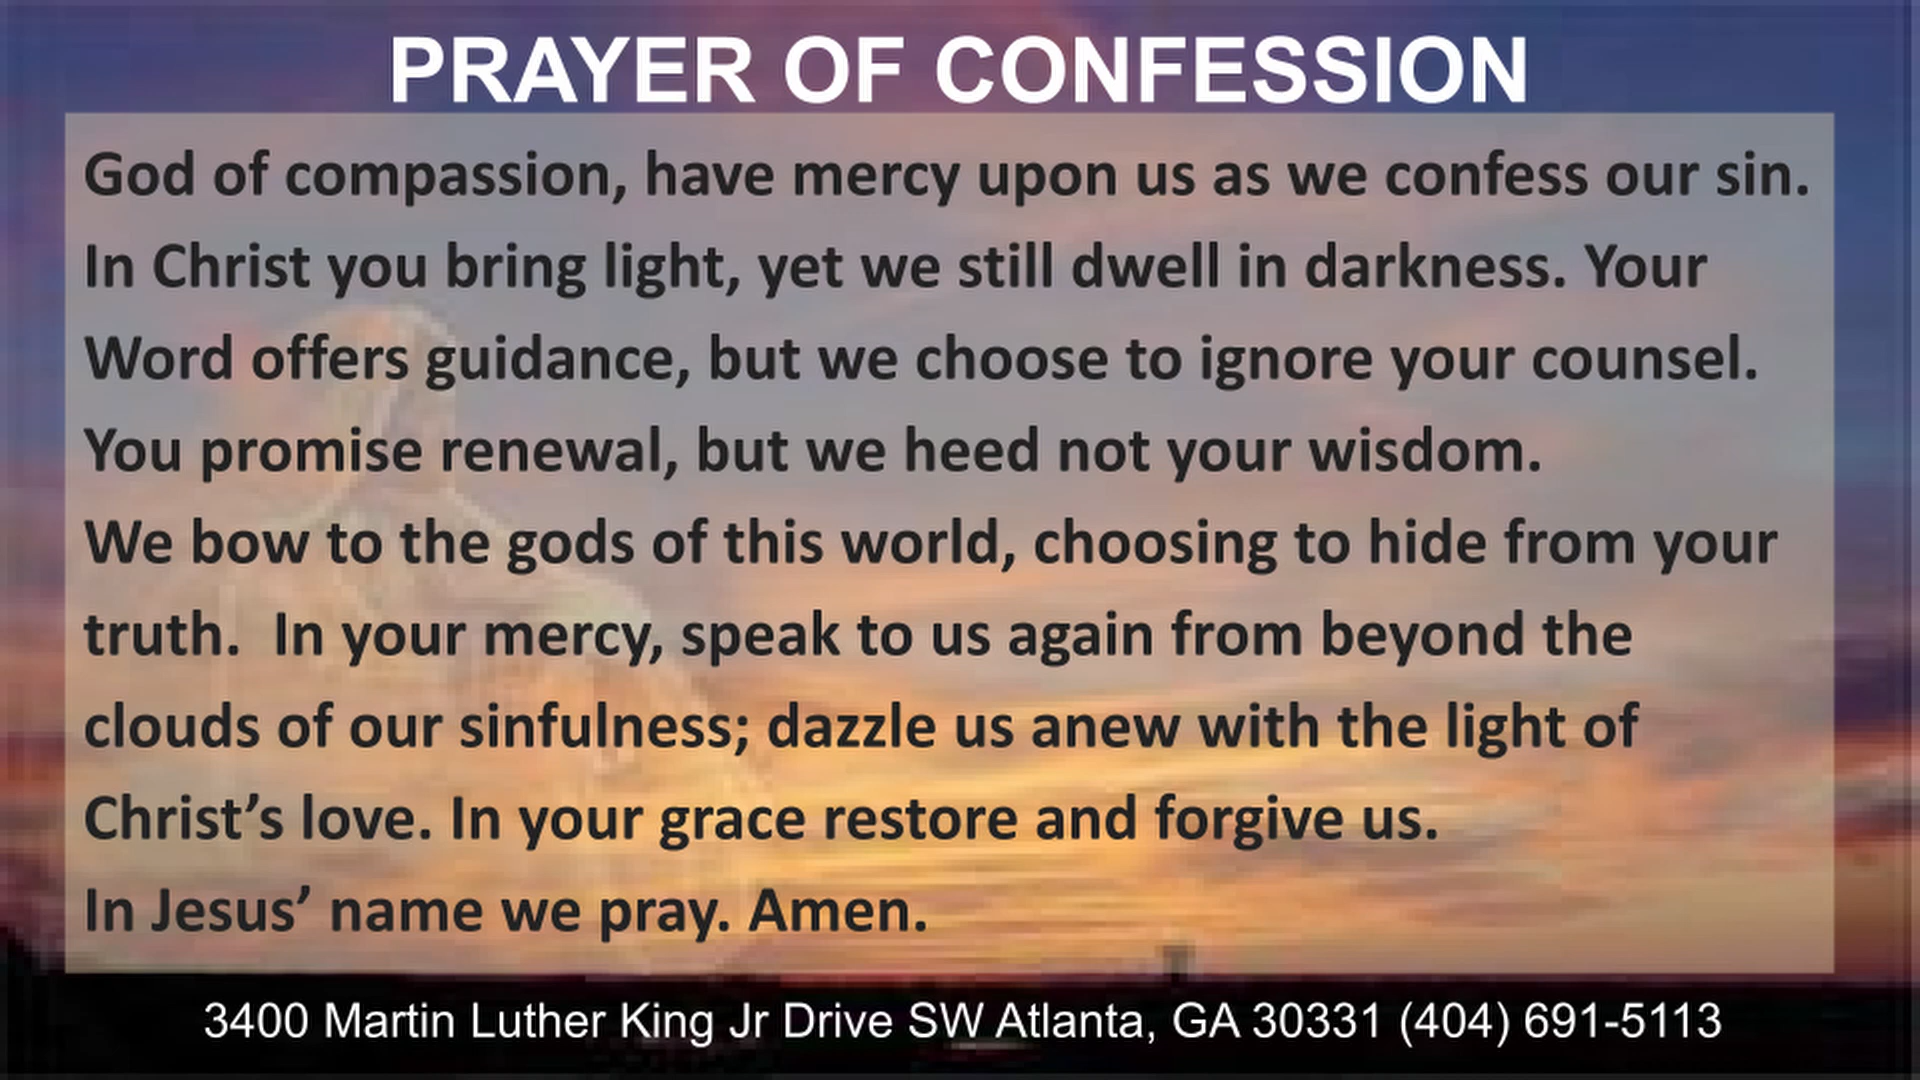 PRAYER OF CONFESSION
God of compassion, have mercy upon us as we confess our sin.
In Christ you bring light, yet we still dwell in darkness. Your
Word offers guidance, but we choose to ignore your counsel.
You promise renewal, but we heed not your wisdom.
We bow to the gods of this world, choosing to hide from your
truth.  In your mercy, speak to us again from beyond the
clouds of our sinfulness; dazzle us anew with the light of
Christ’s love. In your grace restore and forgive us.
In Jesus’ name we pray. Amen.
3400 Martin Luther King Jr Drive SW Atlanta, GA 30331 (404) 691-5113